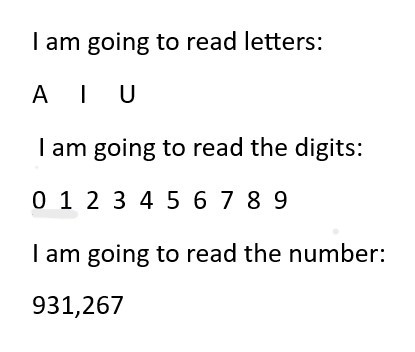 I am going to read letters:
A I U
I am going to read the digits:
0 1 2 3 4 5 6 7 8 9
I am going to read the number:
931,267